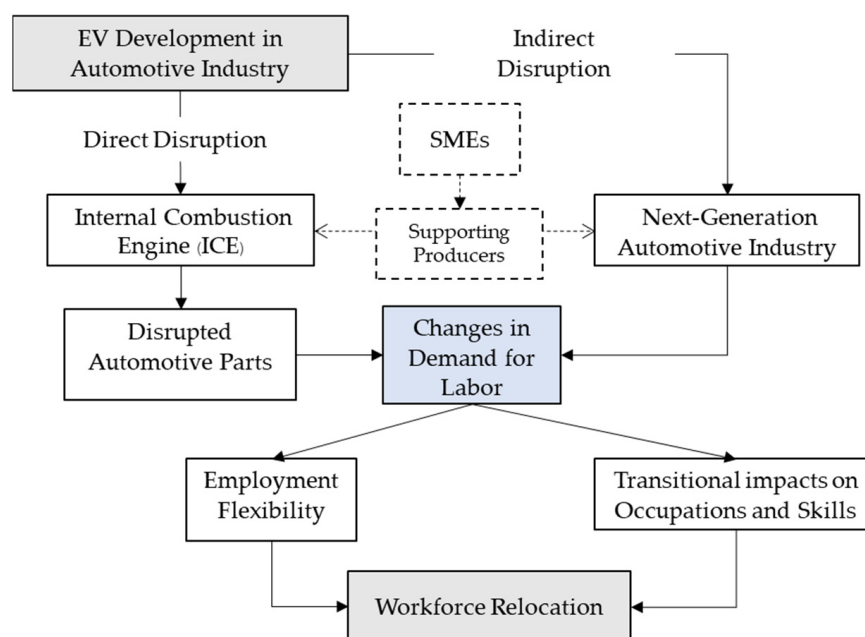 EV Development in
Automotive Industry
Indirect
Disruption
Direct Disruption
SMEs
Internal Combustion
Engine (ICE)
Supporting
Producers
Next-Generation
Automotive Industry
Disrupted
Automotive Parts
Changes in
Demand for
Labor
Employment
Flexibility
Transitional impacts on
Occupations and Skills
Workforce Relocation